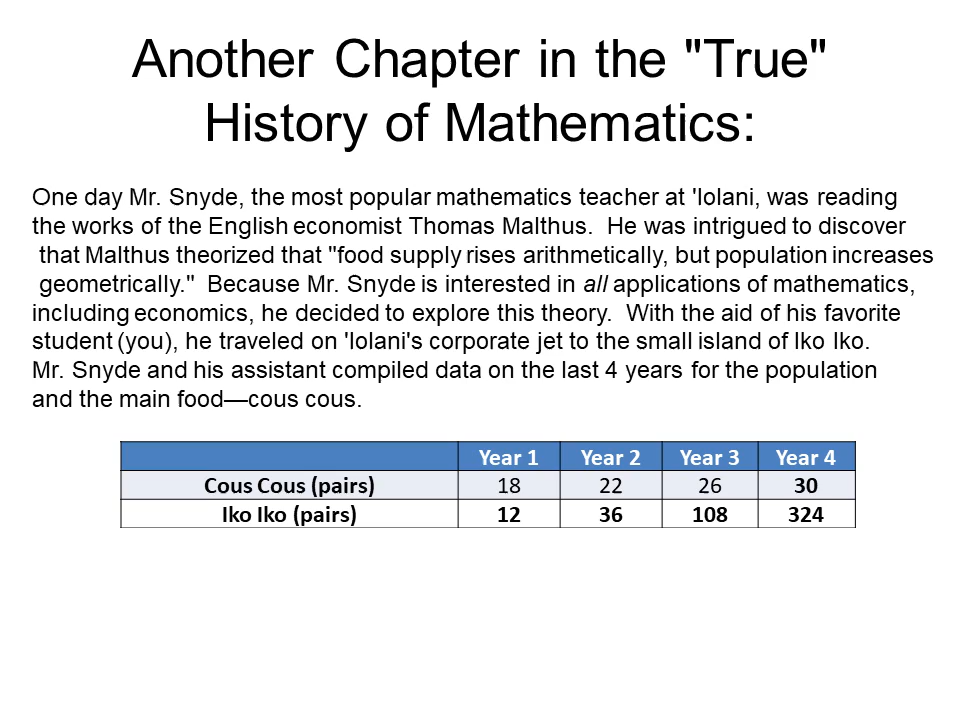 Another Chapter in the "True"
History of Mathematics:
One day Mr. Snyde, the most popular mathematics teacher at 'Iolani, was reading
the works of the English economist Thomas Malthus.  He was intrigued to discover
that Malthus theorized that "food supply rises arithmetically, but population increases
geometrically."  Because Mr. Snyde is interested in all applications of mathematics,
including economics, he decided to explore this theory.  With the aid of his favorite
student (you), he traveled on 'Iolani's corporate jet to the small island of Iko Iko.
Mr. Snyde and his assistant compiled data on the last 4 years for the population
and the main food—cous cous.
Year 1 Year 2 Year 3 Year 4
Cous Cous (pairs) 18 22 26 30
Iko Iko (pairs) 12 36 108 324